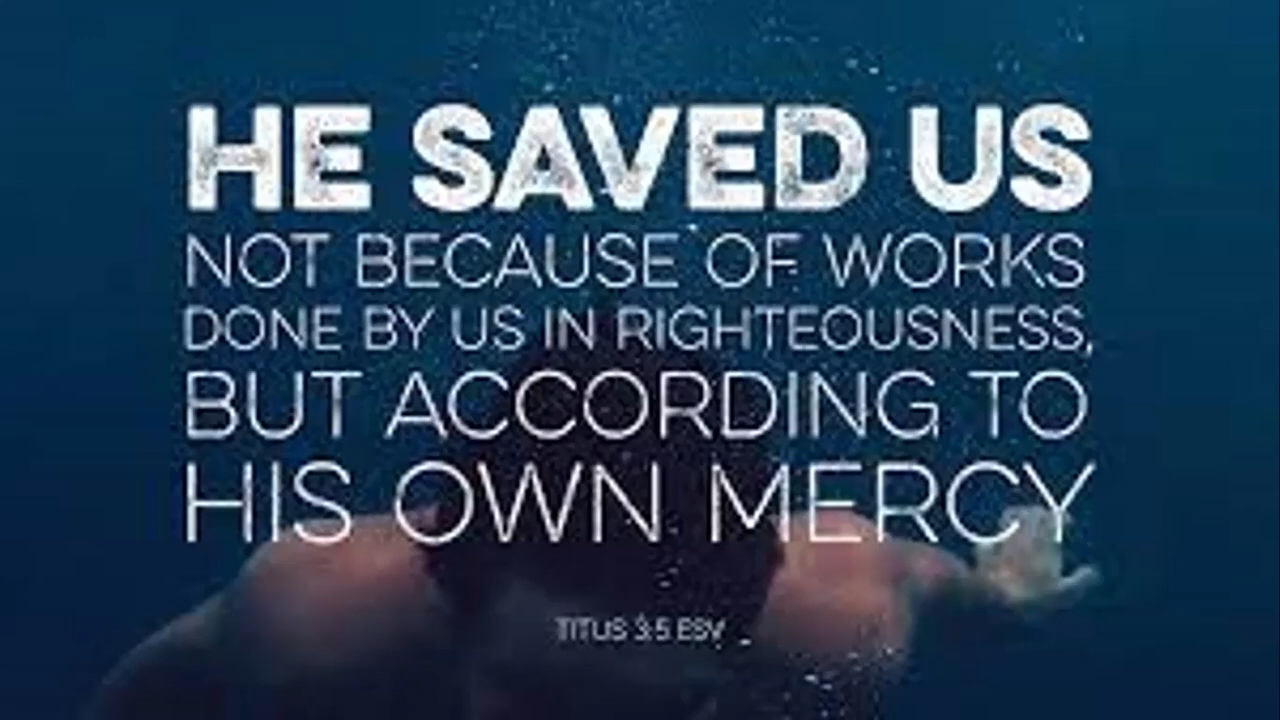 HE SAVED US
NOT BECAUSE OF WORKS
DONE BY US IN RIGHTEOUSNESS,
BUT ACCORDING TO
HIS OWN MERCY
TITUS 3:5 ESV